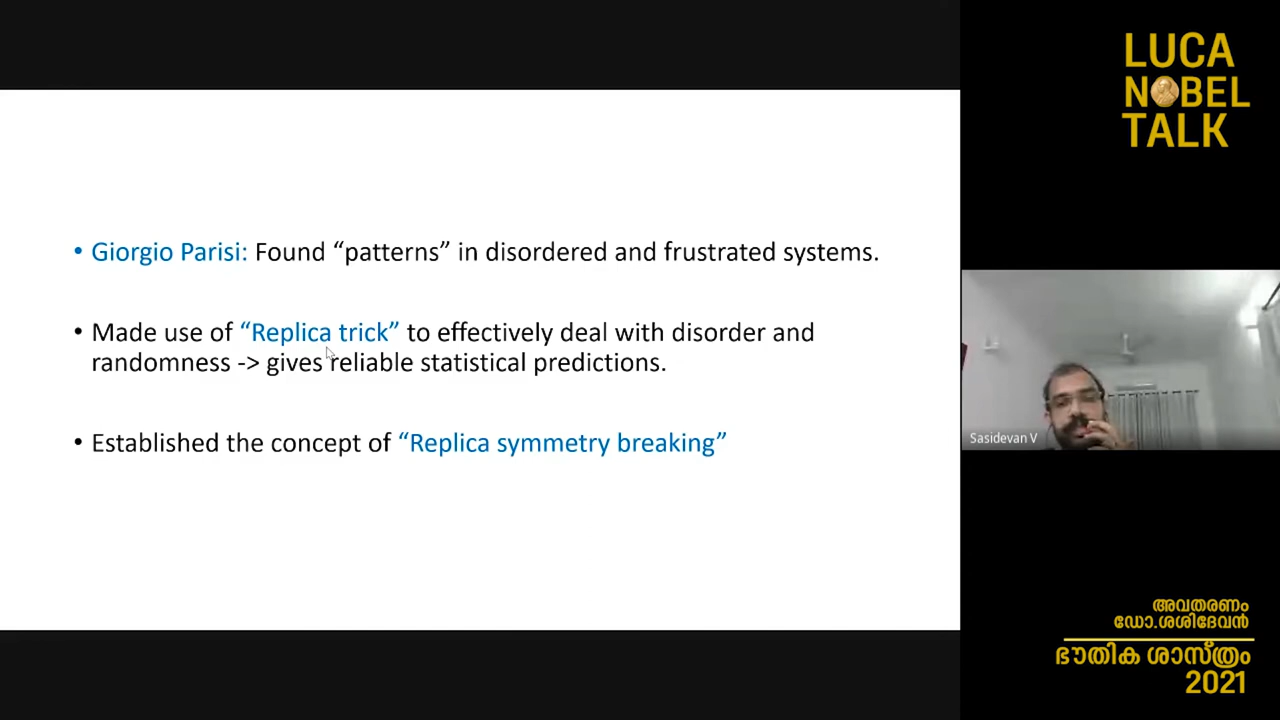 • Giorgio Parisi: Found “patterns” in disordered and frustrated systems.
• Made use of “Replica trick” to effectively deal with disorder and
randomness -> gives reliable statistical predictions.
• Established the concept of “Replica symmetry breaking”
LUCA
NOBEL
TALK
Sasidevan V
അവതരണം
ഡോ.ശശിദേവൻ
ഭൗതിക ശാസ്ത്രം
2021